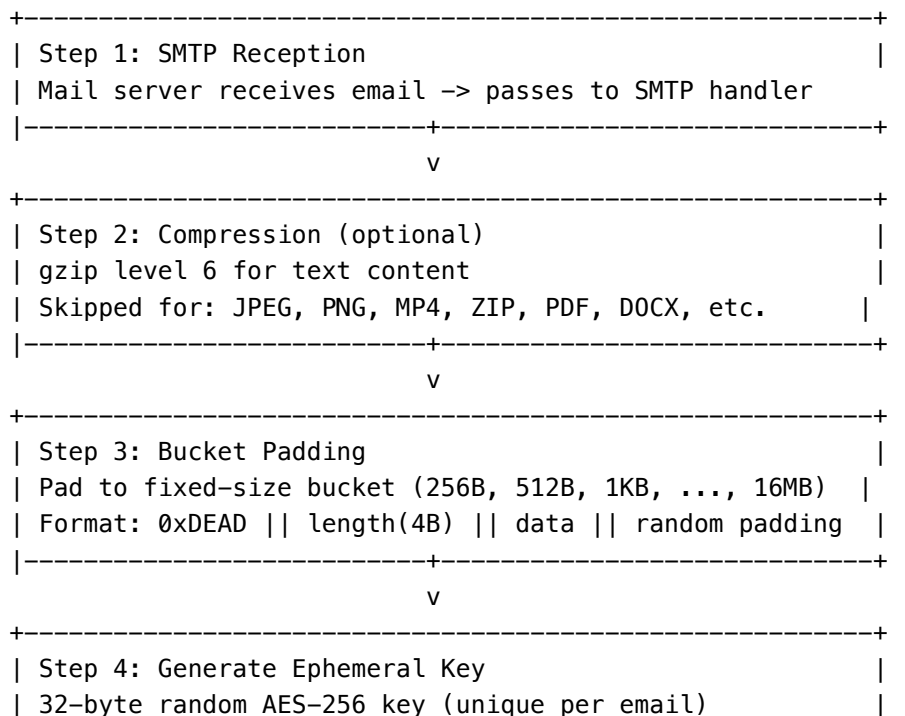 +---------------------------------------------------------+
| Step 1: SMTP Reception                                  |
| Mail server receives email -> passes to SMTP handler
|---------------------------+-----------------------------+
                            v
+---------------------------------------------------------+
| Step 2: Compression (optional)                          |
| gzip level 6 for text content                           |
| Skipped for: JPEG, PNG, MP4, ZIP, PDF, DOCX, etc.      |
|---------------------------+-----------------------------+
                            v
+---------------------------------------------------------+
| Step 3: Bucket Padding                                  |
| Pad to fixed-size bucket (256B, 512B, 1KB, ..., 16MB)  |
| Format: 0xDEAD || length(4B) || data || random padding  |
|---------------------------+-----------------------------+
                            v
+---------------------------------------------------------+
| Step 4: Generate Ephemeral Key                          |
| 32-byte random AES-256 key (unique per email)           |